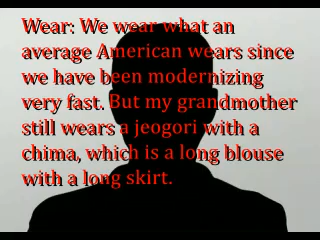 Wear: We wear what an
average American wears since
we have been modernizing
very fast. But my grandmother
still wears a jeogori with a
chima, which is a long blouse
with a long skirt.